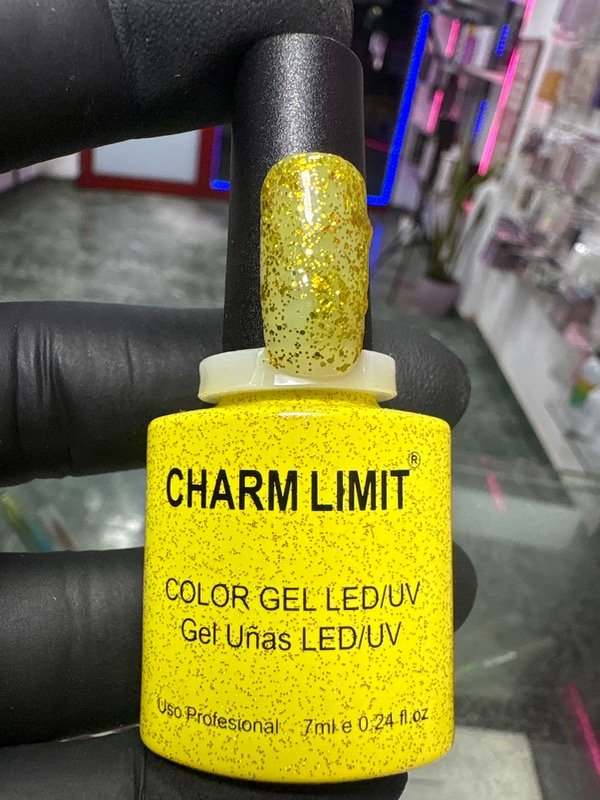 CHARM LIMIT®
COLOR GEL LED/UV
Gel Uñas LED/UV
Uso Profesional 7ml e 0.24 fl.oz